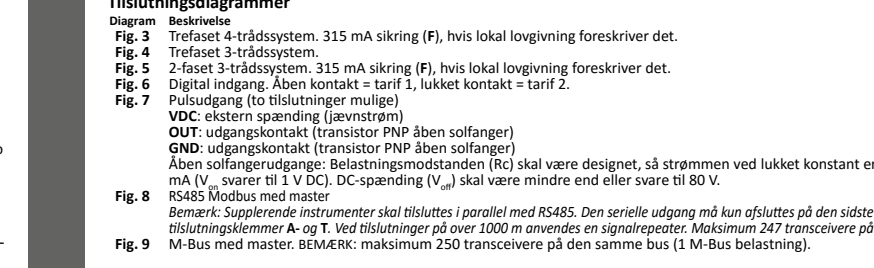 Tilslutningsdiagrammer
Diagram Beskrivelse
Fig. 3 Trefaset 4-trådssystem. 315 mA sikring (F), hvis lokal lovgivning foreskriver det.
Fig. 4 Trefaset 3-trådssystem.
Fig. 5 2-faset 3-trådssystem. 315 mA sikring (F), hvis lokal lovgivning foreskriver det.
Fig. 6 Digital indgang. Åben kontakt = tarif 1, lukket kontakt = tarif 2.
Fig. 7 Pulsudgang (to tilslutninger mulige)
VDC: ekstern spænding (jævnstrøm)
OUT: udgangskontakt (transistor PNP åben solfanger)
GND: udgangskontakt (transistor PNP åben solfanger)
Åben solfangerudgange: Belastningsmodstanden (Rc) skal være designet, så strømmen ved lukket konstant er
mA (Von svarer til 1 V DC). DC-spænding (Voff) skal være mindre end eller svare til 80 V.
Fig. 8 RS485 Modbus med master
Bemærk: Supplerende instrumenter skal tilsluttes i parallel med RS485. Den serielle udgang må kun afsluttes på den sidste
tilslutningsklemmer A- og T. Ved tilslutninger på over 1000 m anvendes en signalrepeater. Maksimum 247 transceivere på
Fig. 9 M-Bus med master. BEMÆRK: maksimum 250 transceivere på den samme bus (1 M-Bus belastning).